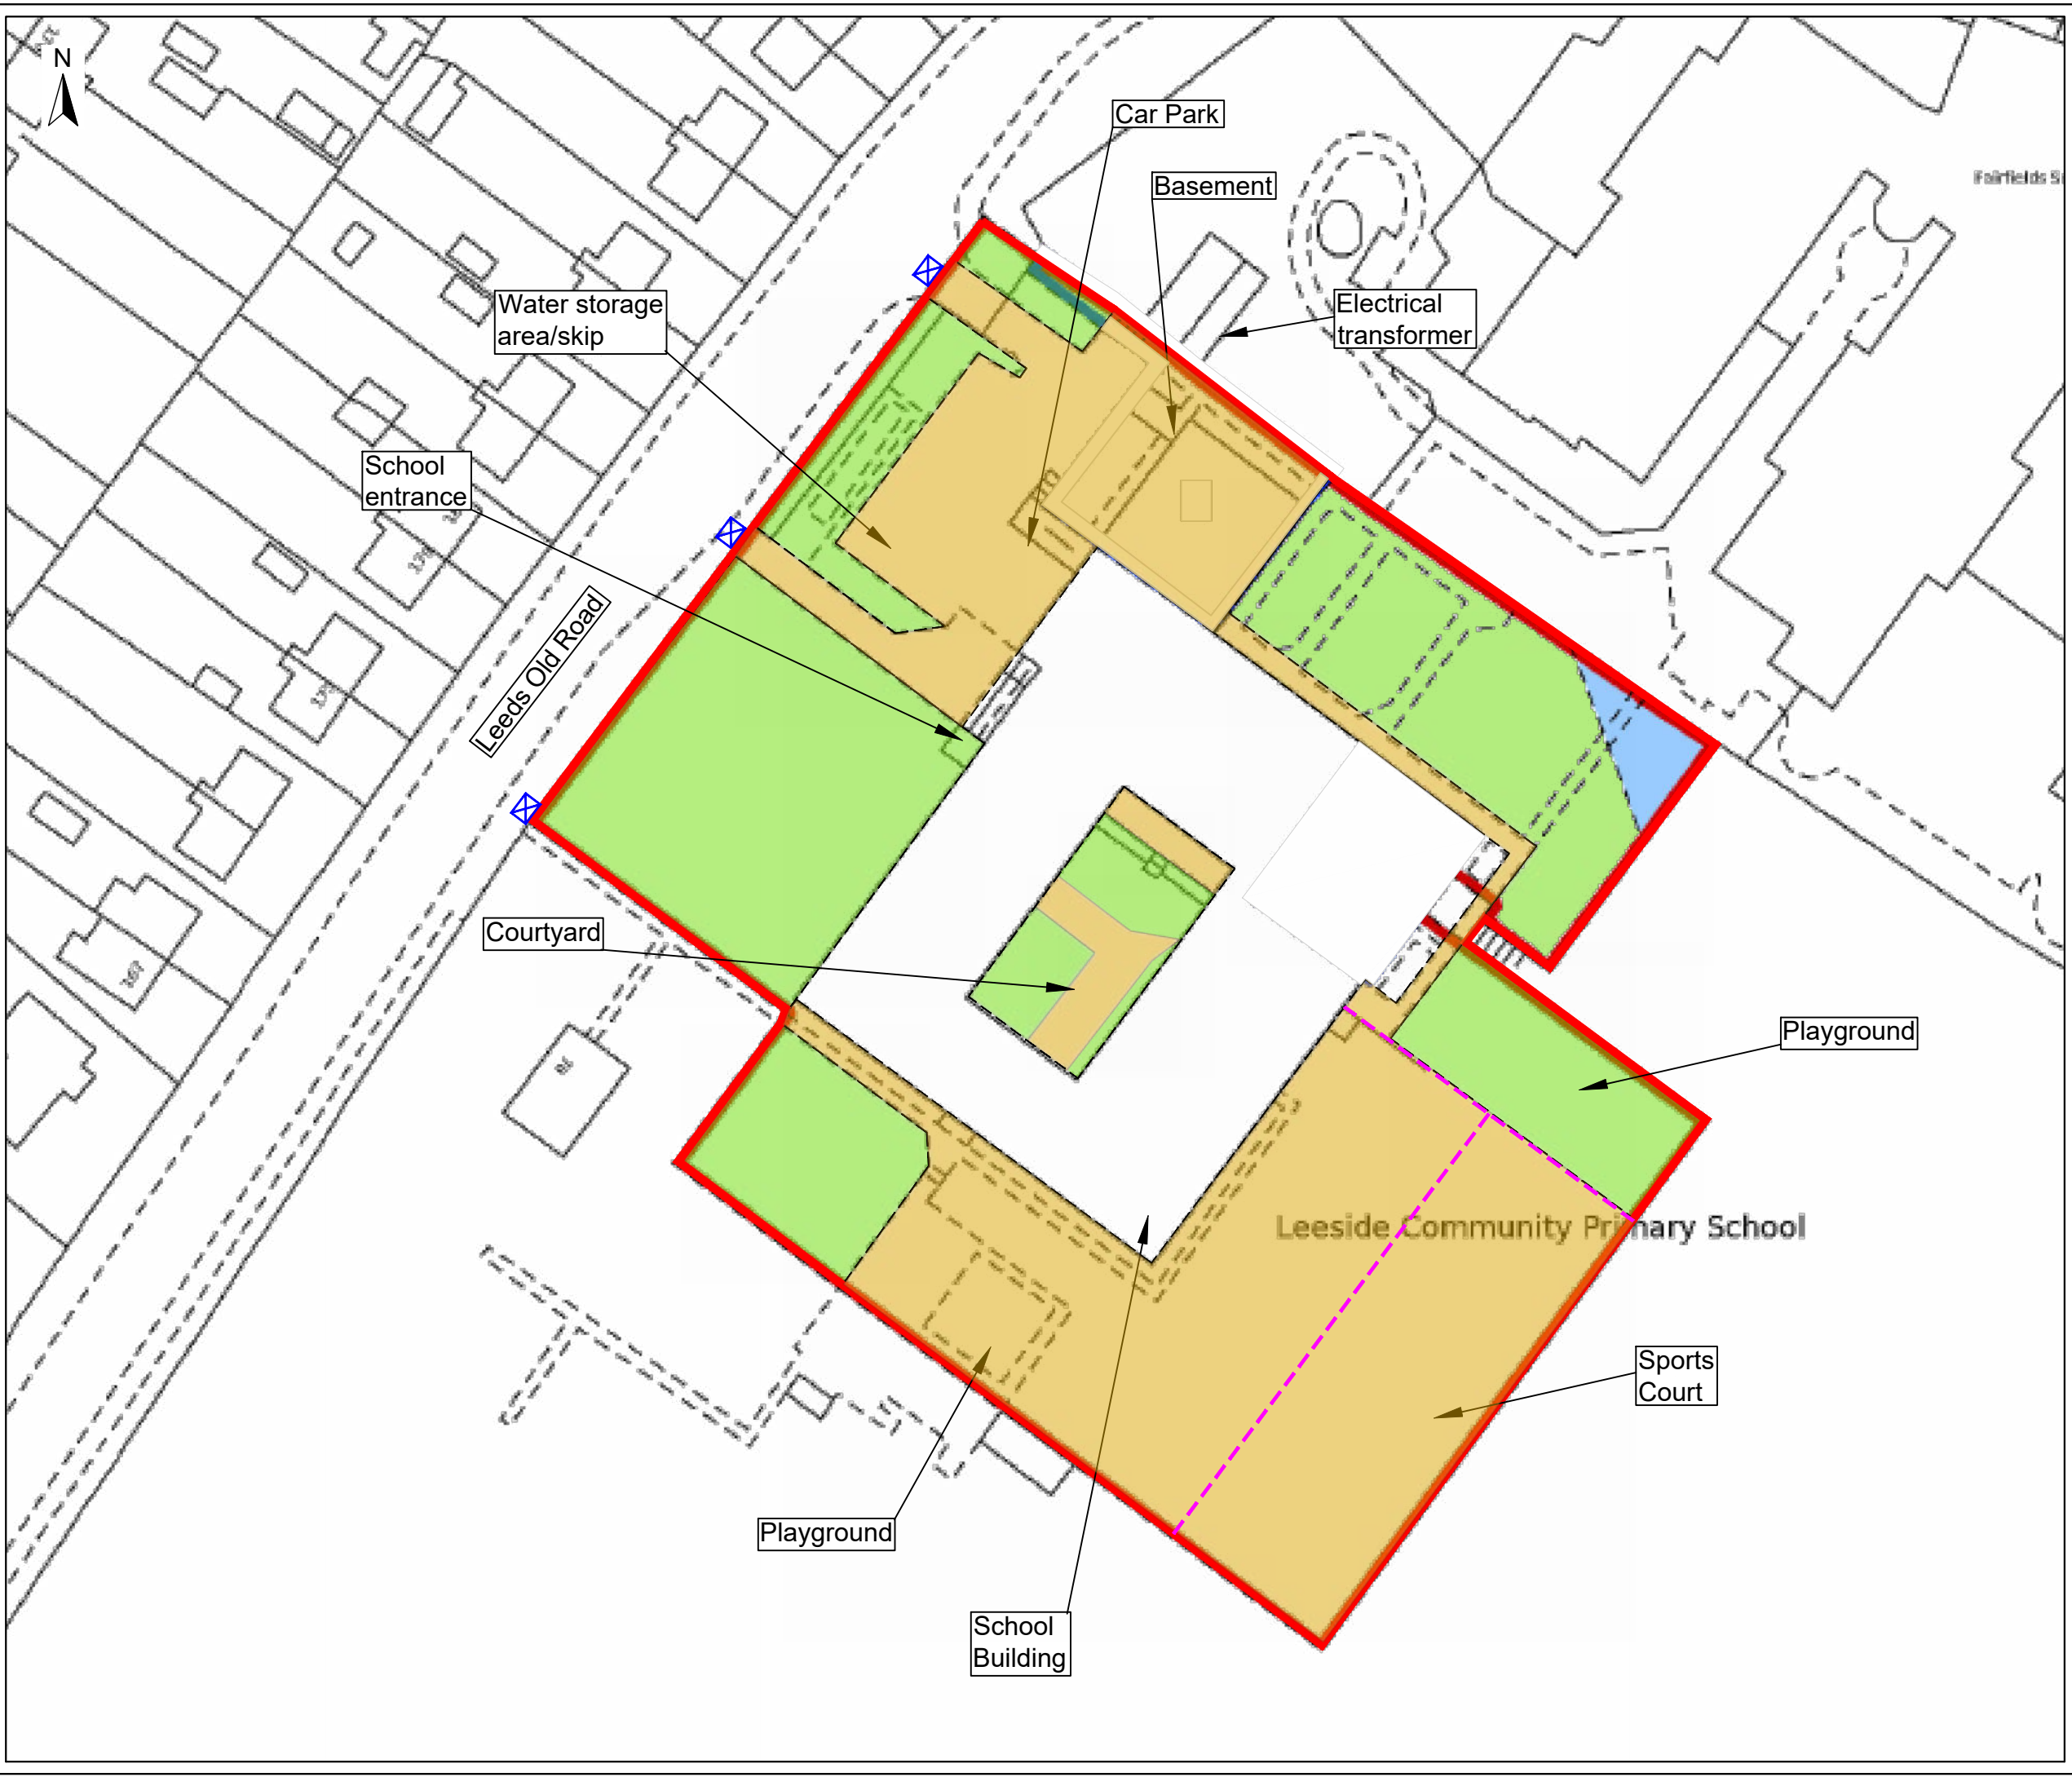 N
Car Park
Basement
Fairfields S
Water storage
area/skip
Electrical
transformer
School
entrance
Leeds Old Road
Courtyard
Playground
Leeside Community Primary School
Sports
Court
Playground
School
Building